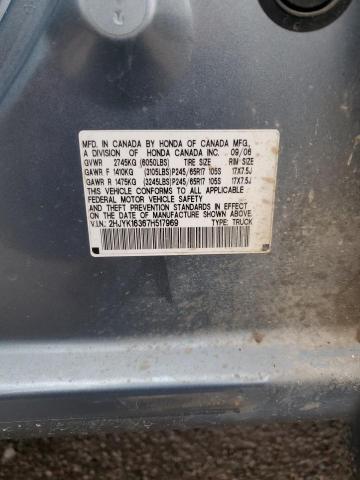 MFD. IN CANADA BY HONDA OF CANADA MFG.,
A DIVISION OF HONDA CANADA INC. 09/06
GVWR 2745KG (6050LBS) TIRE SIZE RIM SIZE
GAWR F 1410KG (3105LBS) P245/65R17 105S 17X7.5J
GAWR R 1475KG (3245LBS) P245/65R17 105S 17X7.5J
THIS VEHICLE CONFORMS TO ALL APPLICABLE
FEDERAL MOTOR VEHICLE SAFETY
AND THEFT PREVENTION STANDARDS IN EFFECT ON THE
DATE OF MANUFACTURE SHOWN ABOVE.
V.I.N.: 2HJYK16367H517969 TYPE: TRUCK